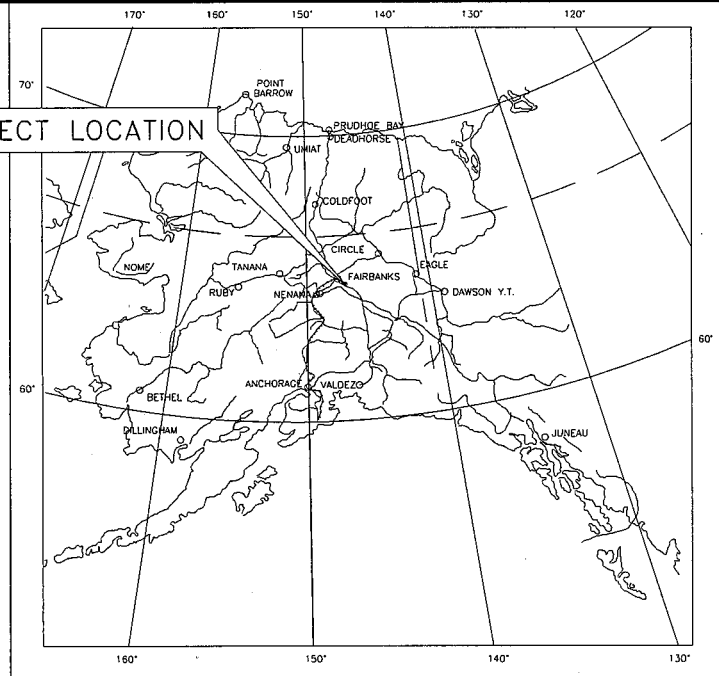 170° 160° 150° 140° 130° 120°
POINT
BARROW
70°
ECT LOCATION
PRUDHOE BAY
DEADHORSE
UMIAT
COLDFOOT
CIRCLE
NOME
TANANA
EAGLE
FAIRBANKS
RUBY
NENANA
DAWSON Y.T.
60°
ANCHORAGE
VALDEZ
60°
BETHEL
DILLINGHAM
JUNEAU
160° 150° 140° 130°